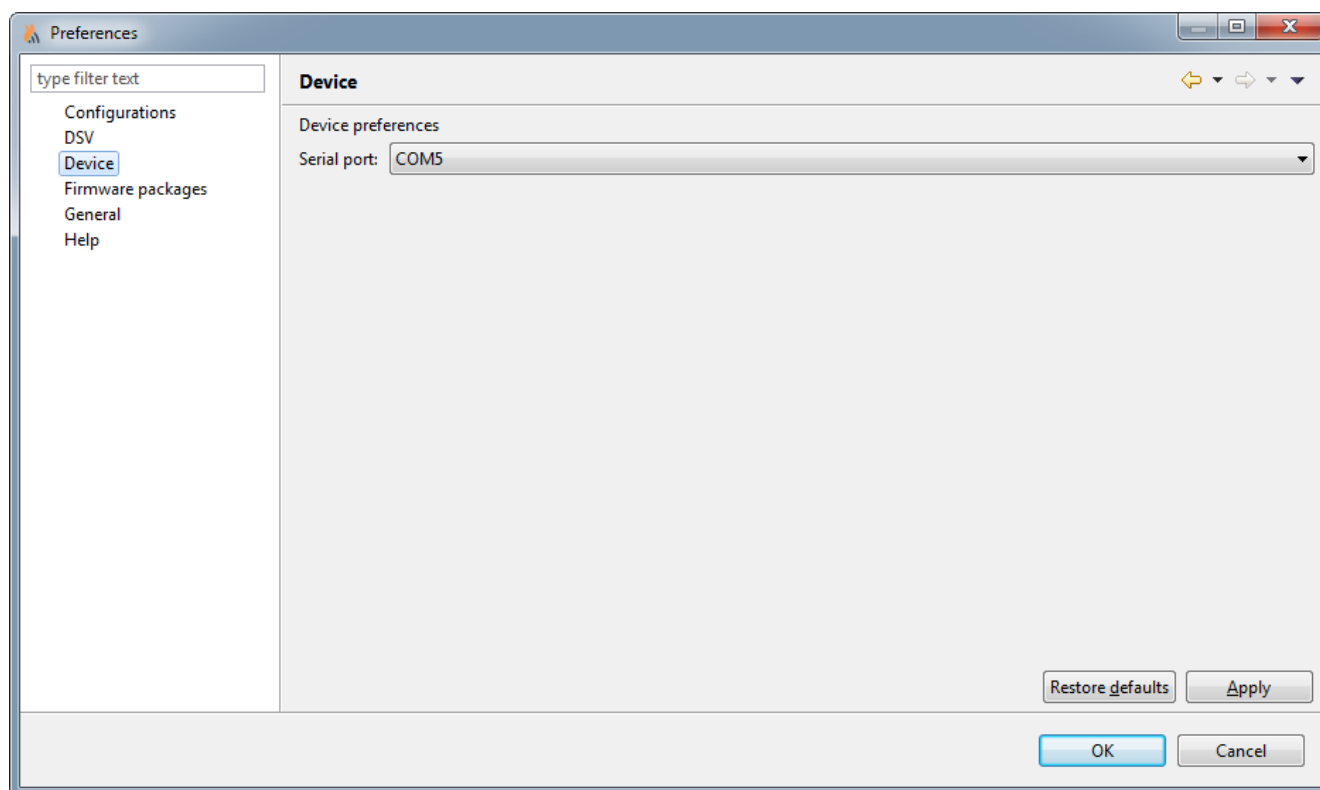 Preferences
type filter text
Configurations
DSV
Device
Firmware packages
General
Help
Device
Device preferences
Serial port: COM5
Restore defaults Apply
OK Cancel